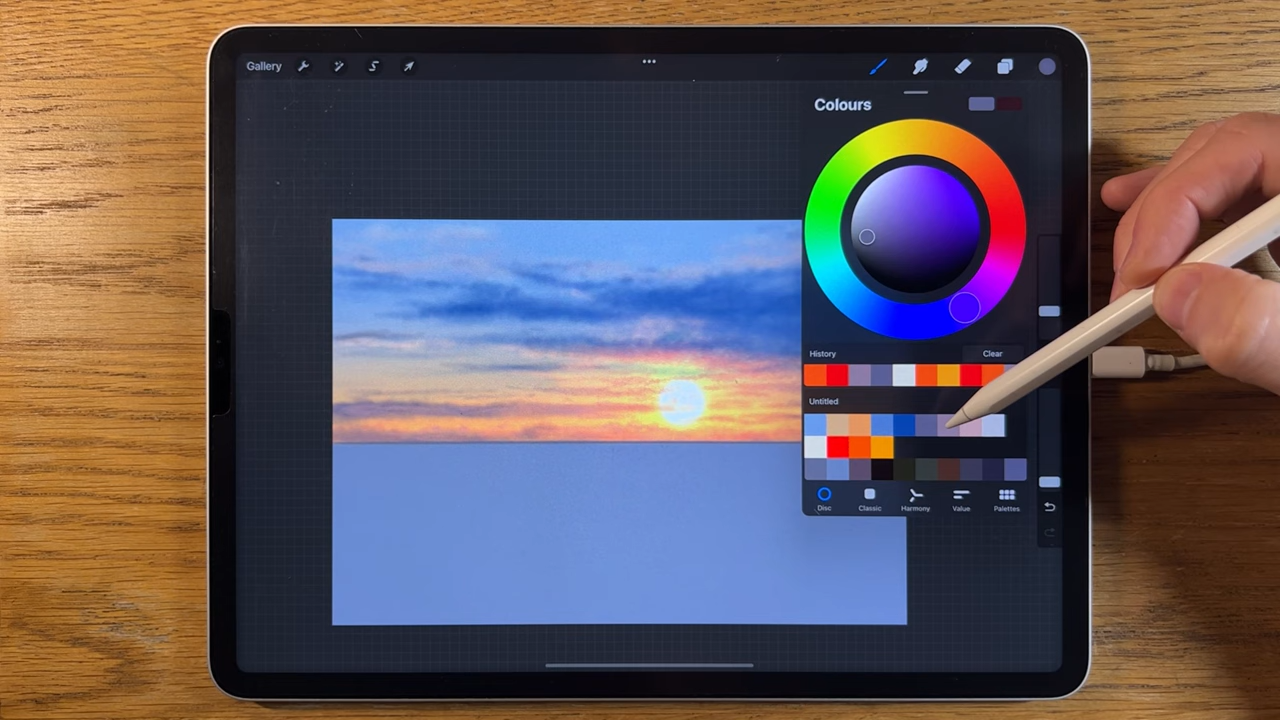 Gallery
Colours
History Clear
Untitled
Disc Classic Harmony Value Palettes